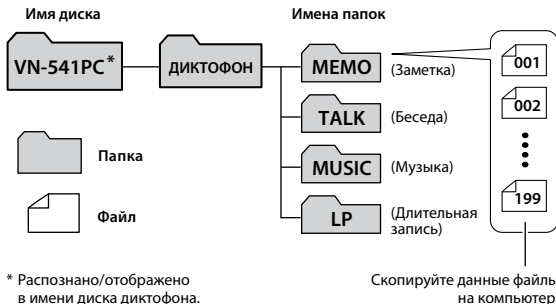 Имя диска
Имена папок
VN-541PC*
ДИКТОФОН
MEMO
(Заметка)
TALK
(Беседа)
MUSIC
(Музыка)
LP
(Длительная
запись)
001
002
199
Папка
Файл
* Распознано/отображено
в имени диска диктофона.
Скопируйте данные файль
на компьютер